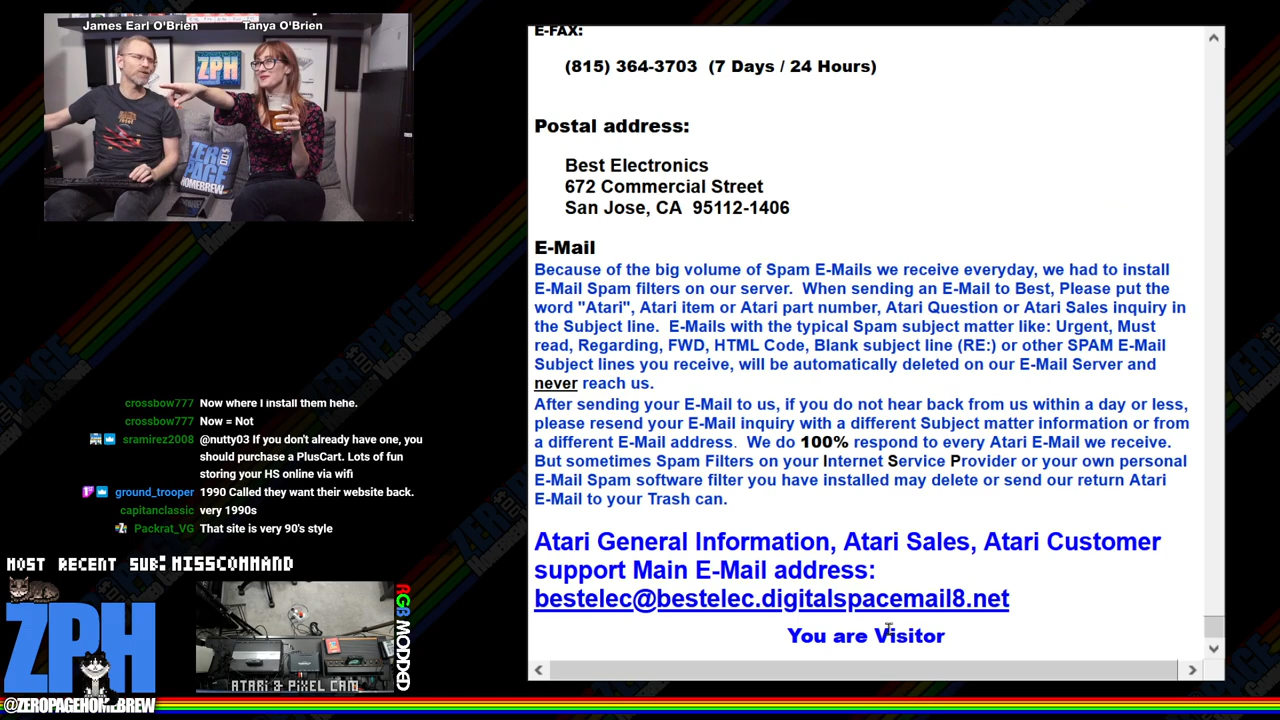 James Earl O'Brien
Tanya O'Brien
ZPH
ZERO
PAGE
HOMEBREW
E-FAX:
(815) 364-3703 (7 Days / 24 Hours)
Postal address:
Best Electronics
672 Commercial Street
San Jose, CA 95112-1406
E-Mail
Because of the big volume of Spam E-Mails we receive everyday, we had to install
E-Mail Spam filters on our server. When sending an E-Mail to Best, Please put the
word "Atari", Atari item or Atari part number, Atari Question or Atari Sales inquiry in
the Subject line. E-Mails with the typical Spam subject matter like: Urgent, Must
read, Regarding, FWD, HTML Code, Blank subject line (RE:) or other SPAM E-Mail
Subject lines you receive, will be automatically deleted on our E-Mail Server and
never reach us.
After sending your E-Mail to us, if you do not hear back from us within a day or less,
please resend your E-Mail inquiry with a different Subject matter information or from
a different E-Mail address. We do 100% respond to every Atari E-Mail we receive.
But sometimes Spam Filters on your Internet Service Provider or your own personal
E-Mail Spam software filter you have installed may delete or send our return Atari
E-Mail to your Trash can.
Atari General Information, Atari Sales, Atari Customer
support Main E-Mail address:
bestelec@bestelec.digitalspacemail8.net
You are Visitor
crossbow777 Now where I install them hehe.
crossbow777 Now = Not
sramirez2008 @nutty03 If you don't already have one, you
should purchase a PlusCart. Lots of fun
storing your HS online via wifi
ground_trooper 1990 Called they want their website back.
capitanclassic very 1990s
Packrat_VG That site is very 90's style
MOST RECENT SUB: MISSCOMMAND
ZPH
@ZEROPAGEHOMEBREW
ATARI & PIXEL CAM
RGB MODDED